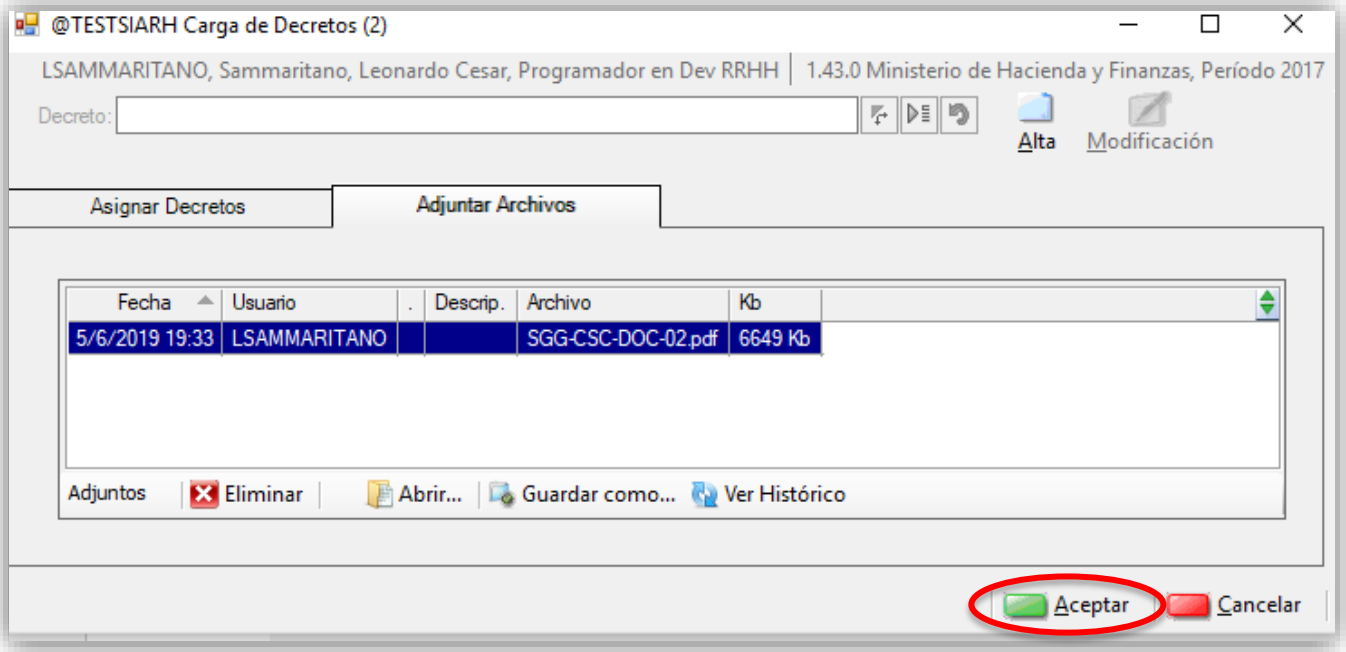 @TESTSIARH Carga de Decretos (2)
LSAMMARITANO, Sammaritano, Leonardo Cesar, Programador en Dev RRHH | 1.43.0 Ministerio de Hacienda y Finanzas, Período 2017
Decreto:
Alta Modificación
Asignar Decretos Adjuntar Archivos
Fecha Usuario . Descrip. Archivo Kb
5/6/2019 19:33 LSAMMARITANO SGG-CSC-DOC-02.pdf 6649 Kb
Adjuntos Eliminar Abrir... Guardar como... Ver Histórico
Aceptar Cancelar